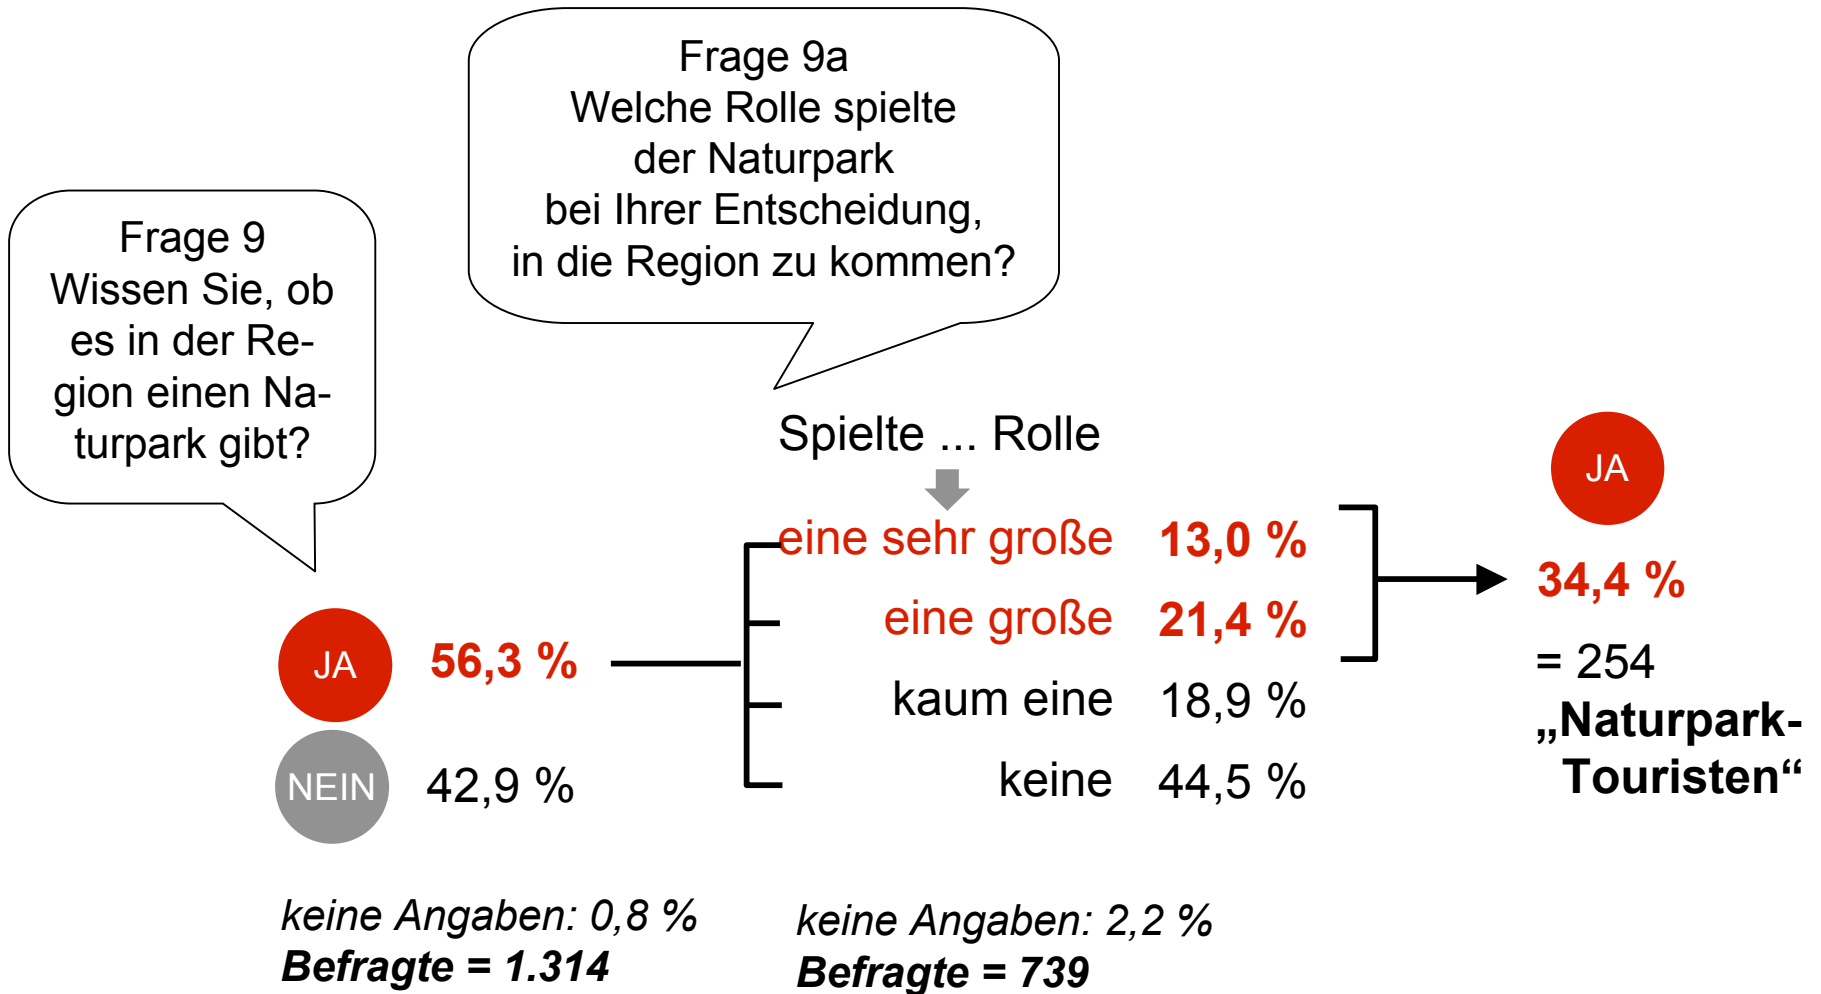 Frage 9a
Welche Rolle spielte
der Naturpark
bei Ihrer Entscheidung,
in die Region zu kommen?
Frage 9
Wissen Sie, ob
es in der Re-
gion einen Na-
turpark gibt?
Spielte ... Rolle
eine sehr große 13,0 %
eine große 21,4 %
kaum eine 18,9 %
keine 44,5 %
JA 56,3 %
NEIN 42,9 %
JA
34,4 %
= 254
„Naturpark-
Touristen“
keine Angaben: 0,8 %
Befragte = 1.314
keine Angaben: 2,2 %
Befragte = 739